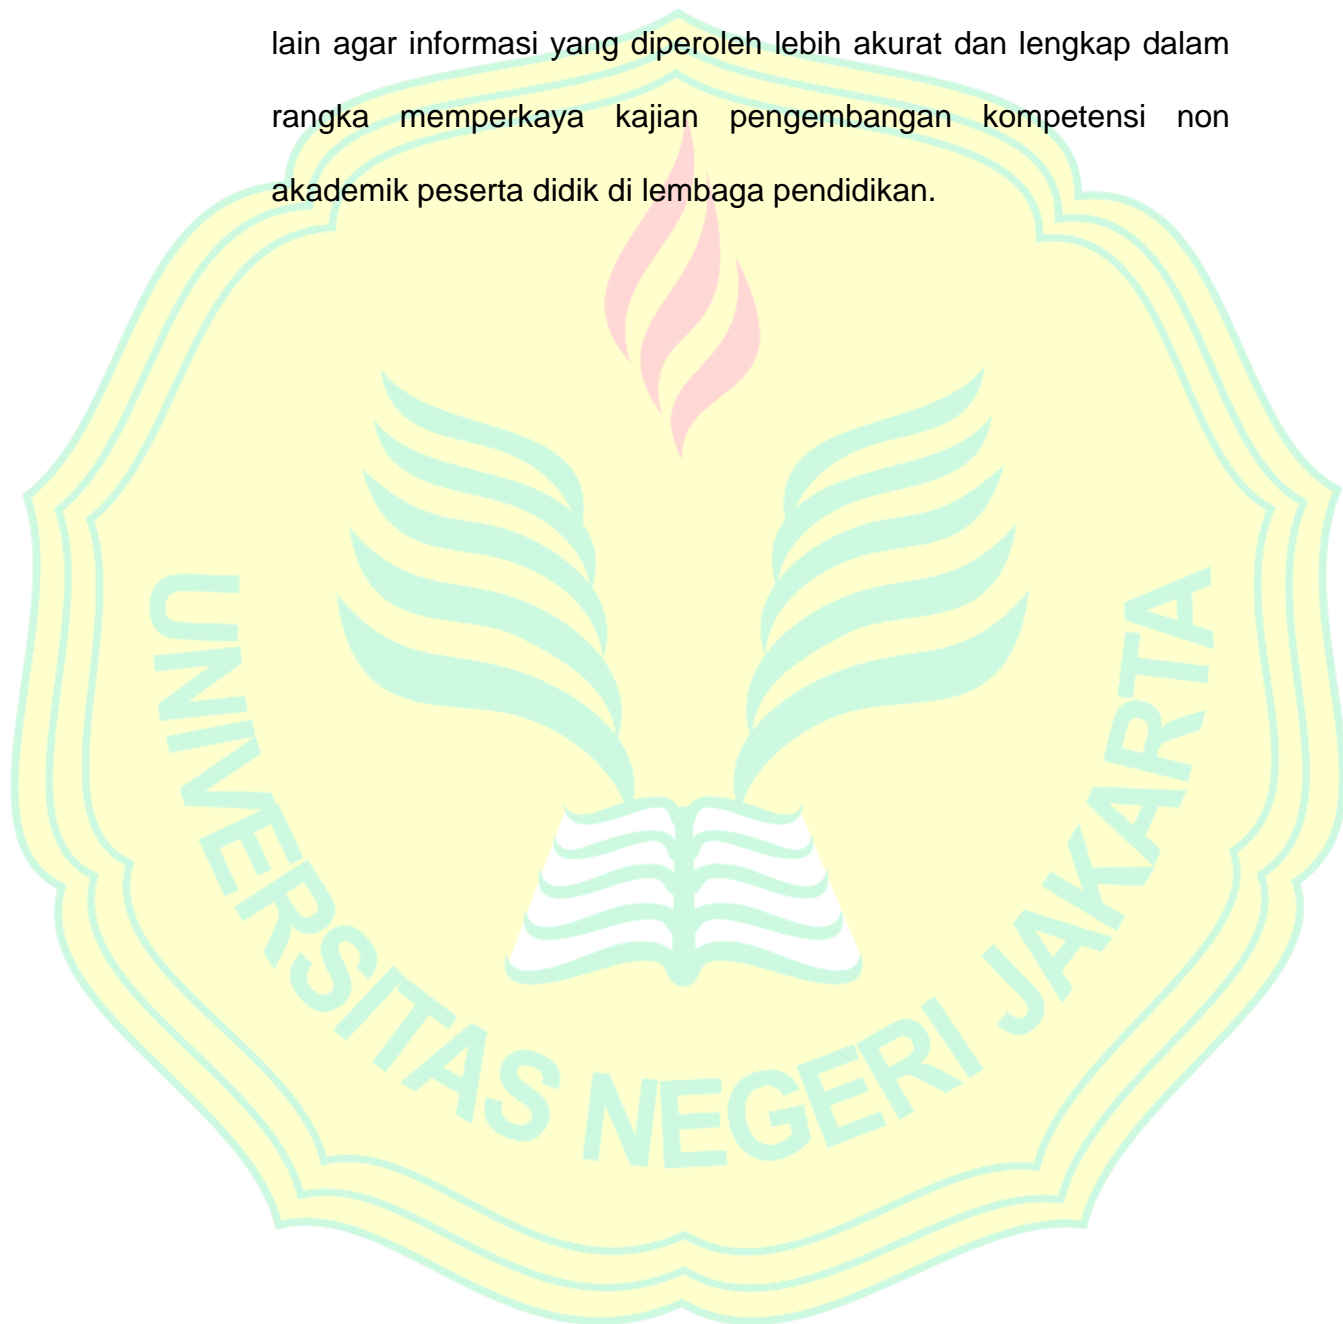 lain agar informasi yang diperoleh lebih akurat dan lengkap dalam
rangka memperkaya kajian pengembangan kompetensi non
akademik peserta didik di lembaga pendidikan.
UNIVERSITAS NEGERI JAKARTA